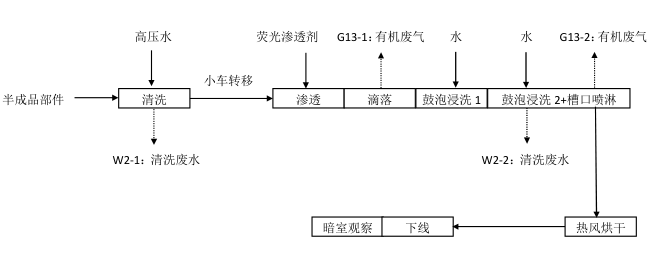 高压水
荧光渗透剂
G13-1：有机废气
水
水
G13-2：有机废气
小车转移
半成品部件
清洗
渗透
滴落
鼓泡浸洗 1
鼓泡浸洗 2+槽口喷淋
W2-1：清洗废水
W2-2：清洗废水
暗室观察
下线
热风烘干